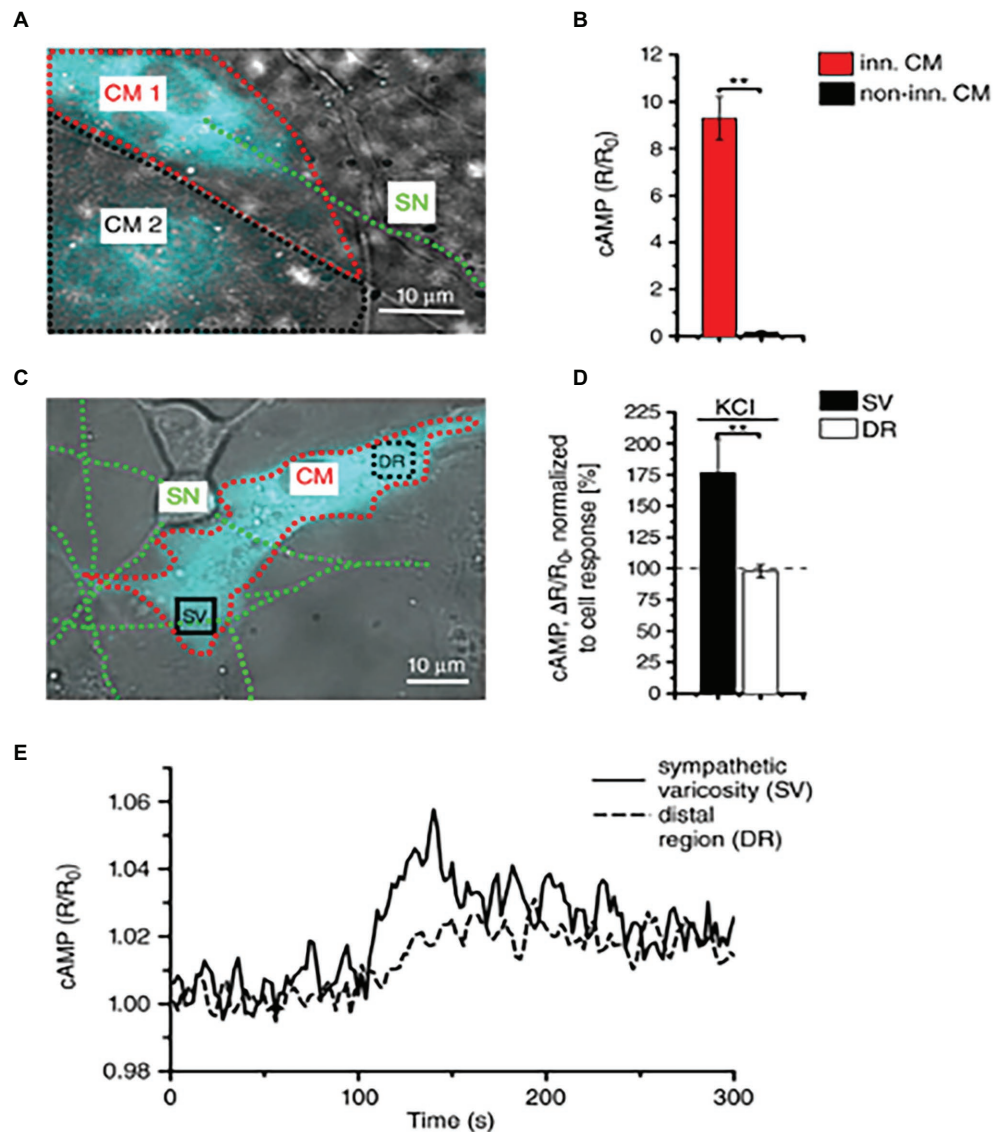 A
CM 1
CM 2
SN
10 μm
B
cAMP (R/R₀)
12
10
8
6
4
2
0
**
inn. CM
non-inn. CM
C
SN
CM
DR
SV
10 μm
D
cAMP, ΔR/R₀, normalized
to cell response [%]
225
200
175
150
125
100
75
50
25
0
KCl
**
SV
DR
E
cAMP (R/R₀)
1.06
1.04
1.02
1.00
0.98
sympathetic
varicosity (SV)
distal
region (DR)
0
100
200
300
Time (s)